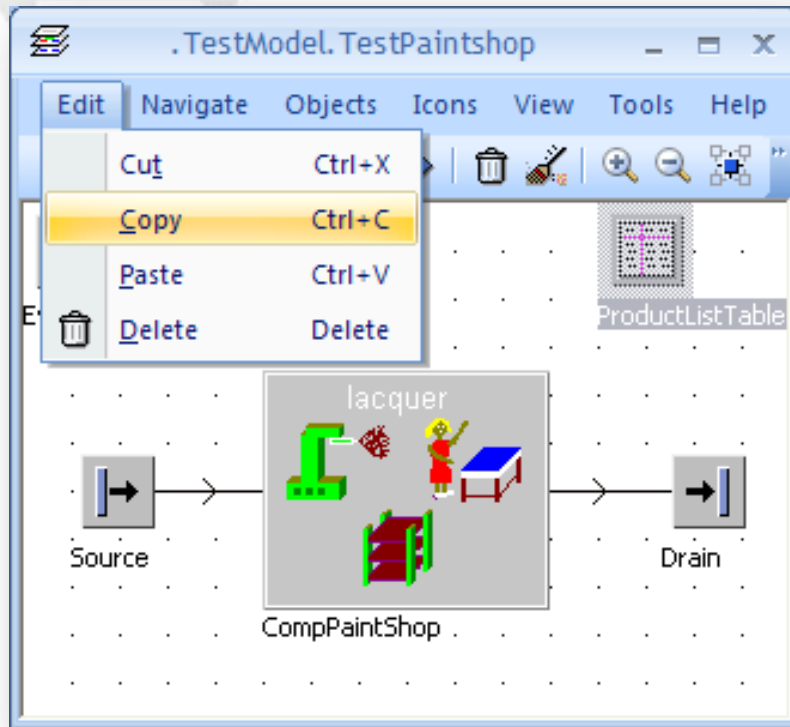 .TestModel.TestPaintshop
Edit Navigate Objects Icons View Tools Help
Cut Ctrl+X
Copy Ctrl+C
Paste Ctrl+V
Delete Delete
ProductListTable
lacquer
Source
Drain
CompPaintShop